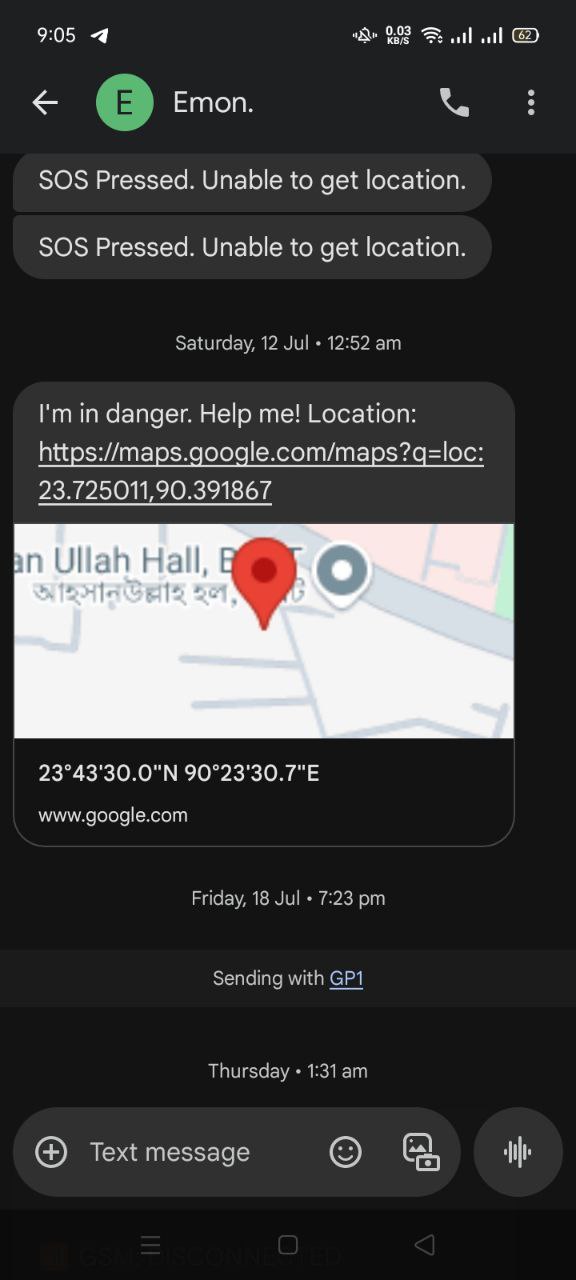 9:05
0.03
KB/S
62
E
Emon.
SOS Pressed. Unable to get location.
SOS Pressed. Unable to get location.
Saturday, 12 Jul • 12:52 am
I'm in danger. Help me! Location:
https://maps.google.com/maps?q=loc:
23.725011,90.391867
an Ullah Hall, B T
আহসানউল্লাহ হল,
23°43'30.0"N 90°23'30.7"E
www.google.com
Friday, 18 Jul • 7:23 pm
Sending with GP1
Thursday • 1:31 am
Text message
GSM: DISCONNECTED